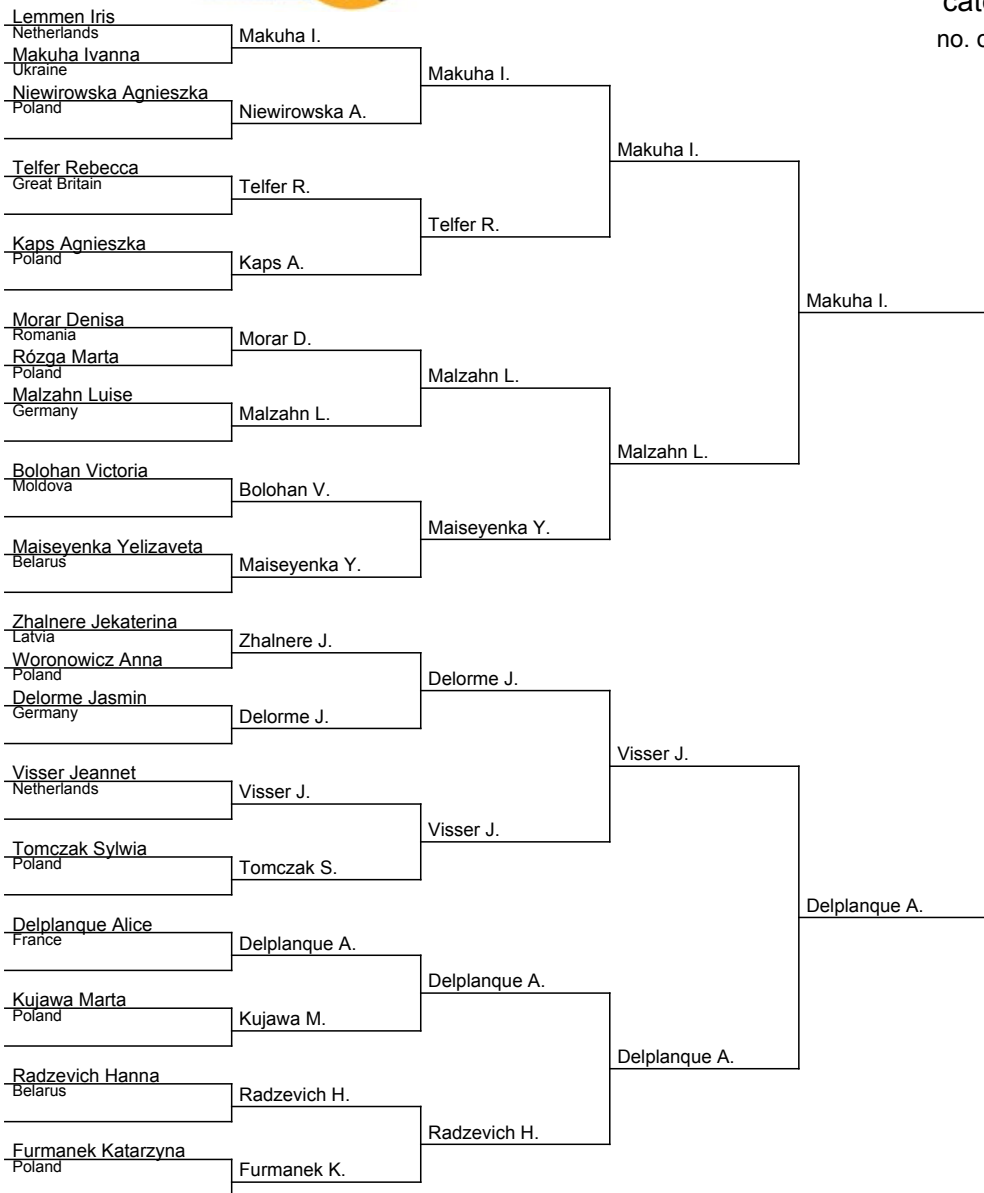 cat
no. o
Lemmen Iris
Netherlands
Makuha Ivanna
Ukraine
Niewirowska Agnieszka
Poland
Telfer Rebecca
Great Britain
Kaps Agnieszka
Poland
Morar Denisa
Romania
Rózga Marta
Poland
Malzahn Luise
Germany
Bolohan Victoria
Moldova
Maiseyenka Yelizaveta
Belarus
Zhalnere Jekaterina
Latvia
Woronowicz Anna
Poland
Delorme Jasmin
Germany
Visser Jeannet
Netherlands
Tomczak Sylwia
Poland
Delplanque Alice
France
Kujawa Marta
Poland
Radzevich Hanna
Belarus
Furmanek Katarzyna
Poland
Makuha I.
Niewirowska A.
Telfer R.
Kaps A.
Morar D.
Malzahn L.
Bolohan V.
Maiseyenka Y.
Zhalnere J.
Delorme J.
Visser J.
Tomczak S.
Delplanque A.
Kujawa M.
Radzevich H.
Furmanek K.
Makuha I.
Telfer R.
Malzahn L.
Maiseyenka Y.
Delorme J.
Visser J.
Delplanque A.
Radzevich H.
Makuha I.
Malzahn L.
Visser J.
Delplanque A.
Makuha I.
Delplanque A.